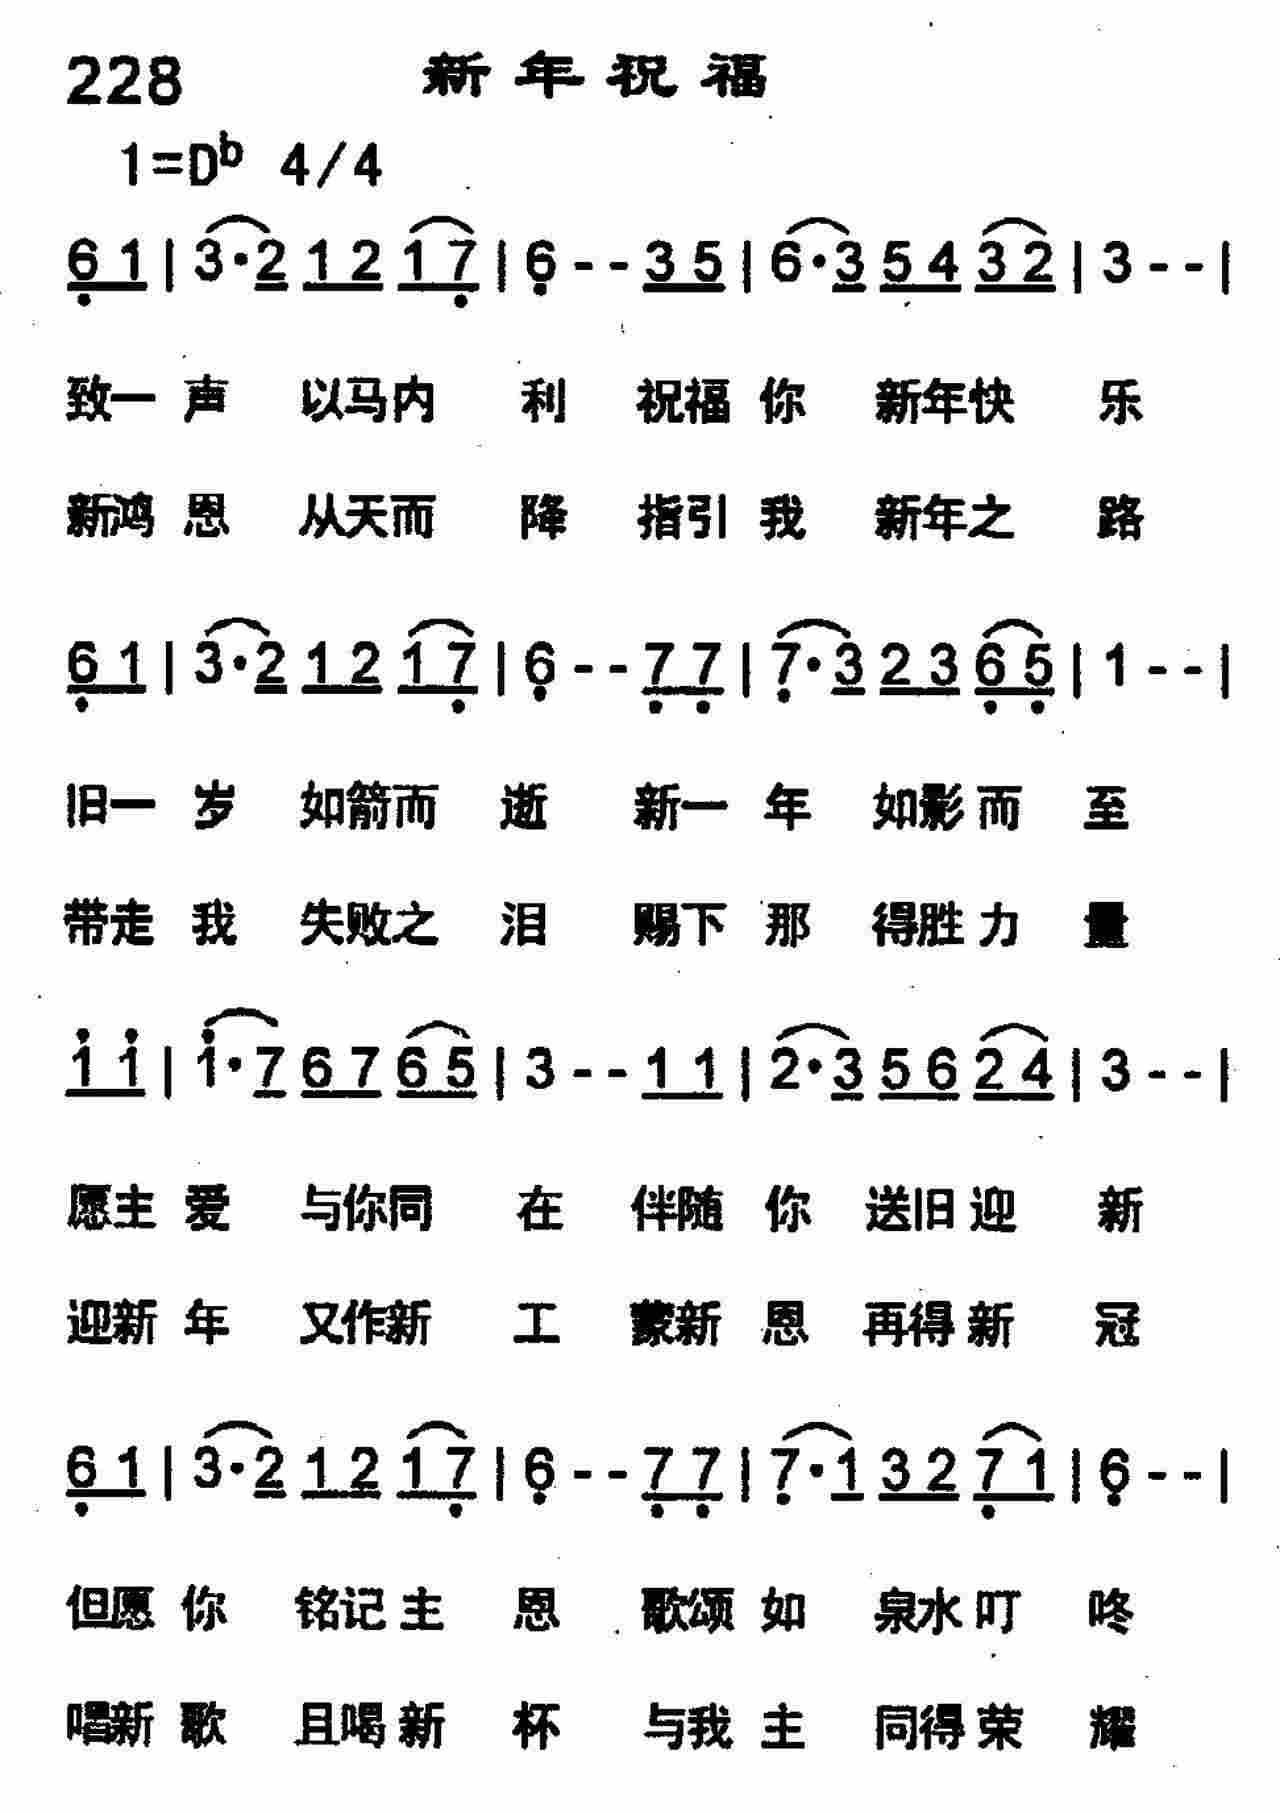 228 新年祝福
1=Dᵇ 4/4
6̣ 1 | 3·2 1 2 1 7̣ | 6̣ - - 3 5 | 6·3 5 4 3 2 | 3 - - |
致一声 以马内利 祝福你 新年快乐
新鸿恩 从天而降 指引我 新年之路
6̣ 1 | 3·2 1 2 1 7̣ | 6̣ - - 7̣ 7̣ | 7̣·3 2 3 6̣ 5̣ | 1 - - |
旧一岁 如箭而逝 新一年 如影而至
带走我 失败之泪 赐下那 得胜力量
1̇ 1̇ | 1̇·7 6 7 6 5 | 3 - - 1 1 | 2·3 5 6 2 4 | 3 - - |
愿主爱 与你同在 伴随你 送旧迎新
迎新年 又作新工 蒙新恩 再得新冠
6̣ 1 | 3·2 1 2 1 7̣ | 6̣ - - 7̣ 7̣ | 7̣·1 3 2 7̣ 1 | 6̣ - - |
但愿你 铭记主恩 歌颂如 泉水叮咚
唱新歌 且喝新杯 与我主 同得荣耀